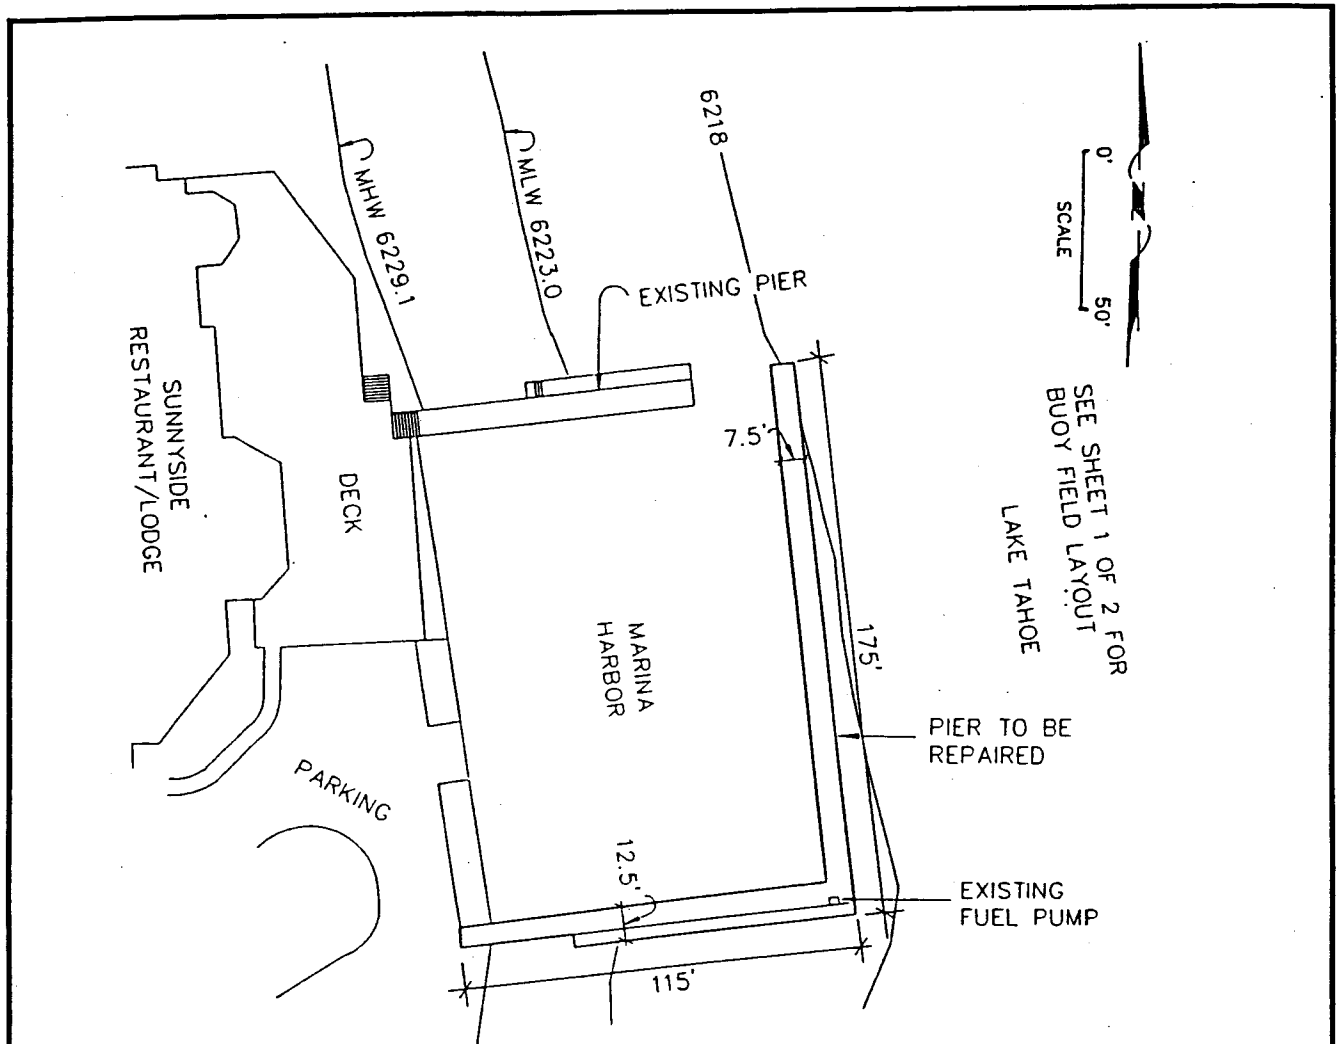 6218
0'
SCALE
50'
MHW 6229.1
MLW 6223.0
EXISTING PIER
SEE SHEET 1 OF 2 FOR
BUOY FIELD LAYOUT
LAKE TAHOE
7.5'
SUNNYSIDE
RESTAURANT/LODGE
DECK
MARINA
HARBOR
175'
PIER TO BE
REPAIRED
PARKING
12.5'
EXISTING
FUEL PUMP
115'